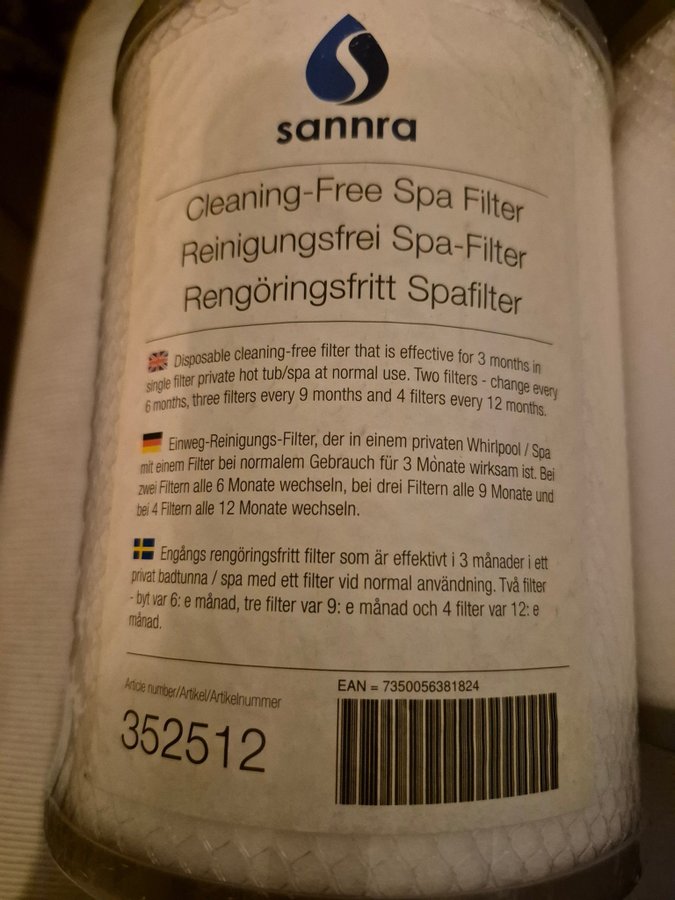 sannra
Cleaning-Free Spa Filter
Reinigungsfrei Spa-Filter
Rengöringsfritt Spafilter
Disposable cleaning-free filter that is effective for 3 months in
single filter private hot tub/spa at normal use. Two filters - change every
6 months, three filters every 9 months and 4 filters every 12 months.
Einweg-Reinigungs-Filter, der in einem privaten Whirlpool / Spa
mit einem Filter bei normalem Gebrauch für 3 Monate wirksam ist. Bei
zwei Filtern alle 6 Monate wechseln, bei drei Filtern alle 9 Monate und
bei 4 Filtern alle 12 Monate wechseln.
Engångs rengöringsfritt filter som är effektivt i 3 månader i ett
privat badtunna / spa med ett filter vid normal användning. Två filter
- byt var 6: e månad, tre filter var 9: e månad och 4 filter var 12: e
månad.
Article number/Artikel/Artikelnummer
352512
EAN = 7350056381824